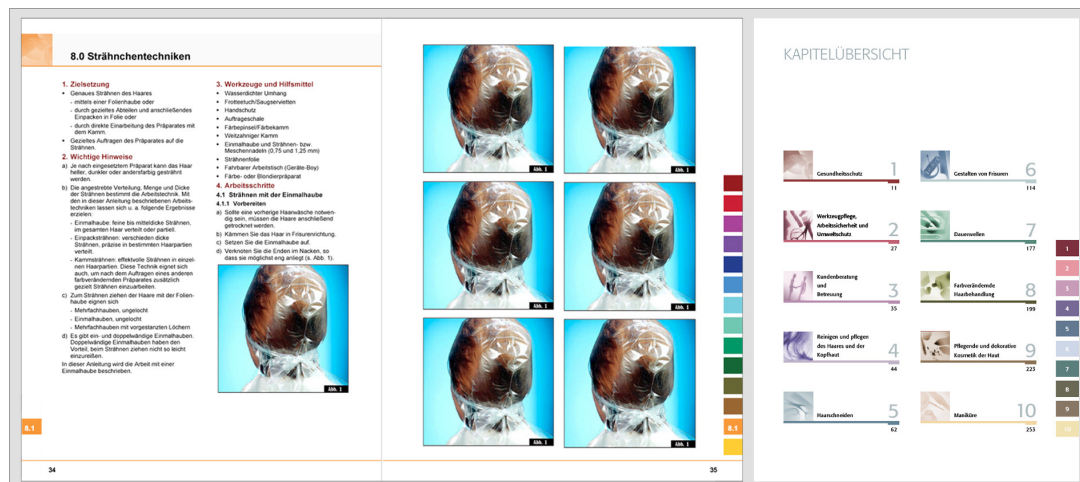 8.0 Strähnchentechniken
1. Zielsetzung
• Genaues Strähnen des Haares
- mittels einer Folienhaube oder
- durch gezieltes Abteilen und anschließendes
Einpacken in Folie oder
- durch direkte Einarbeitung des Präparates mit
dem Kamm.
• Gezieltes Auftragen des Präparates auf die
Strähnen.
2. Wichtige Hinweise
a) Je nach eingesetztem Präparat kann das Haar
heller, dunkler oder andersfarbig gesträhnt
werden.
b) Die angestrebte Verteilung, Menge und Dicke
der Strähnen bestimmt die Arbeitstechnik. Mit
den in dieser Anleitung beschriebenen Arbeits-
techniken lassen sich u. a. folgende Ergebnisse
erzielen:
- Einmalhaube: feine bis mitteldicke Strähnen,
im gesamten Haar verteilt oder partiell.
- Einpacksträhnen: verschieden dicke
Strähnen, präzise in bestimmten Haarpartien
verteilt.
- Kammsträhnen: effektvolle Strähnen in einzel-
nen Haarpartien. Diese Technik eignet sich
auch, um nach dem Auftragen eines anderen
farbverändernden Präparates zusätzlich
gezielt Strähnen einzuarbeiten.
c) Zum Strähnen ziehen der Haare mit der Folien-
haube eignen sich
- Mehrfachhauben, ungelocht
- Einmalhauben, ungelocht
- Mehrfachhauben mit vorgestanzten Löchern
d) Es gibt ein- und doppelwändige Einmalhauben.
Doppelwändige Einmalhauben haben den
Vorteil, beim Strähnen ziehen nicht so leicht
einzureißen.
In dieser Anleitung wird die Arbeit mit einer
Einmalhaube beschrieben.
3. Werkzeuge und Hilfsmittel
• Wasserdichter Umhang
• Frotteetuch/Saugservietten
• Handschutz
• Auftrageschale
• Färbepinsel/Färbekamm
• Weitzahniger Kamm
• Einmalhaube und Strähnen- bzw.
Meschennadeln (0,75 und 1,25 mm)
• Strähnenfolie
• Fahrbarer Arbeitstisch (Geräte-Boy)
• Färbe- oder Blondierpräparat
4. Arbeitsschritte
4.1 Strähnen mit der Einmalhaube
4.1.1 Vorbereiten
a) Sollte eine vorherige Haarwäsche notwen-
dig sein, müssen die Haare anschließend
getrocknet werden.
b) Kämmen Sie das Haar in Frisurenrichtung.
c) Setzen Sie die Einmalhaube auf.
d) Verknoten Sie die Enden im Nacken, so
dass sie möglichst eng anliegt (s. Abb. 1).
Abb. 1
8.1
34
Abb. 1
Abb. 1
Abb. 1
Abb. 1
Abb. 1
Abb. 1
8.1
35
KAPITELÜBERSICHT
Gesundheitsschutz 1
11
Werkzeugpflege,
Arbeitssicherheit und
Umweltschutz 2
27
Kundenberatung
und
Betreuung 3
35
Reinigen und pflegen
des Haares und der
Kopfhaut 4
44
Haarschneiden 5
62
Gestalten von Frisuren 6
114
Dauerwellen 7
177
Farbverändernde
Haarbehandlung 8
199
Pflegende und dekorative
Kosmetik der Haut 9
223
Maniküre 10
253
1
2
3
4
5
6
7
8
9
10